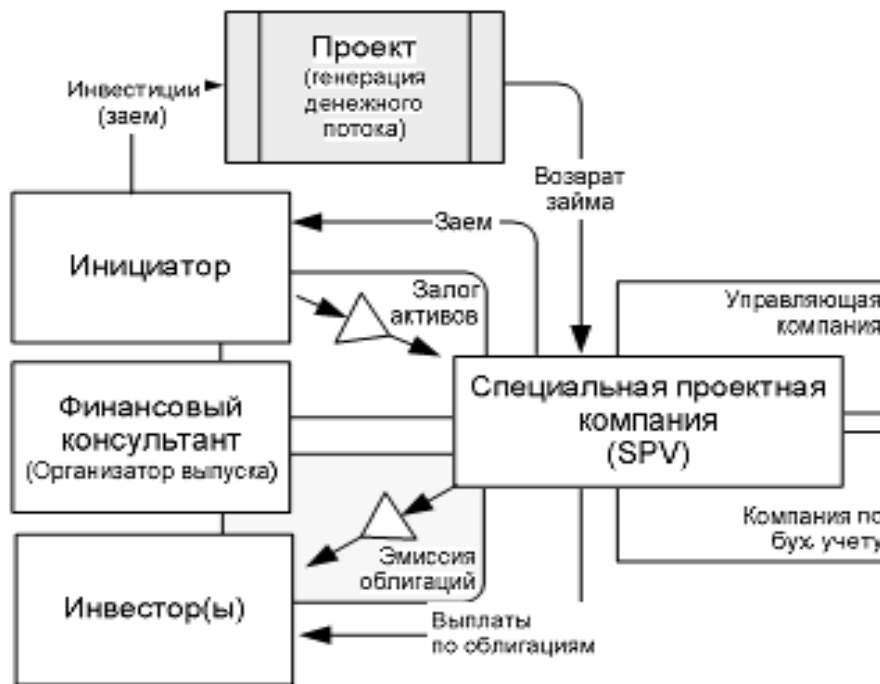 Проект
(генерация
денежного
потока)
Инвестиции
(заем)
Возврат
займа
Заем
Инициатор
Залог
активов
Управляющая
компания
Специальная проектная
компания
(SPV)
Финансовый
консультант
(Организатор выпуска)
Компания по
бух. учету
Эмиссия
облигаций
Инвестор(ы)
Выплаты
по облигациям